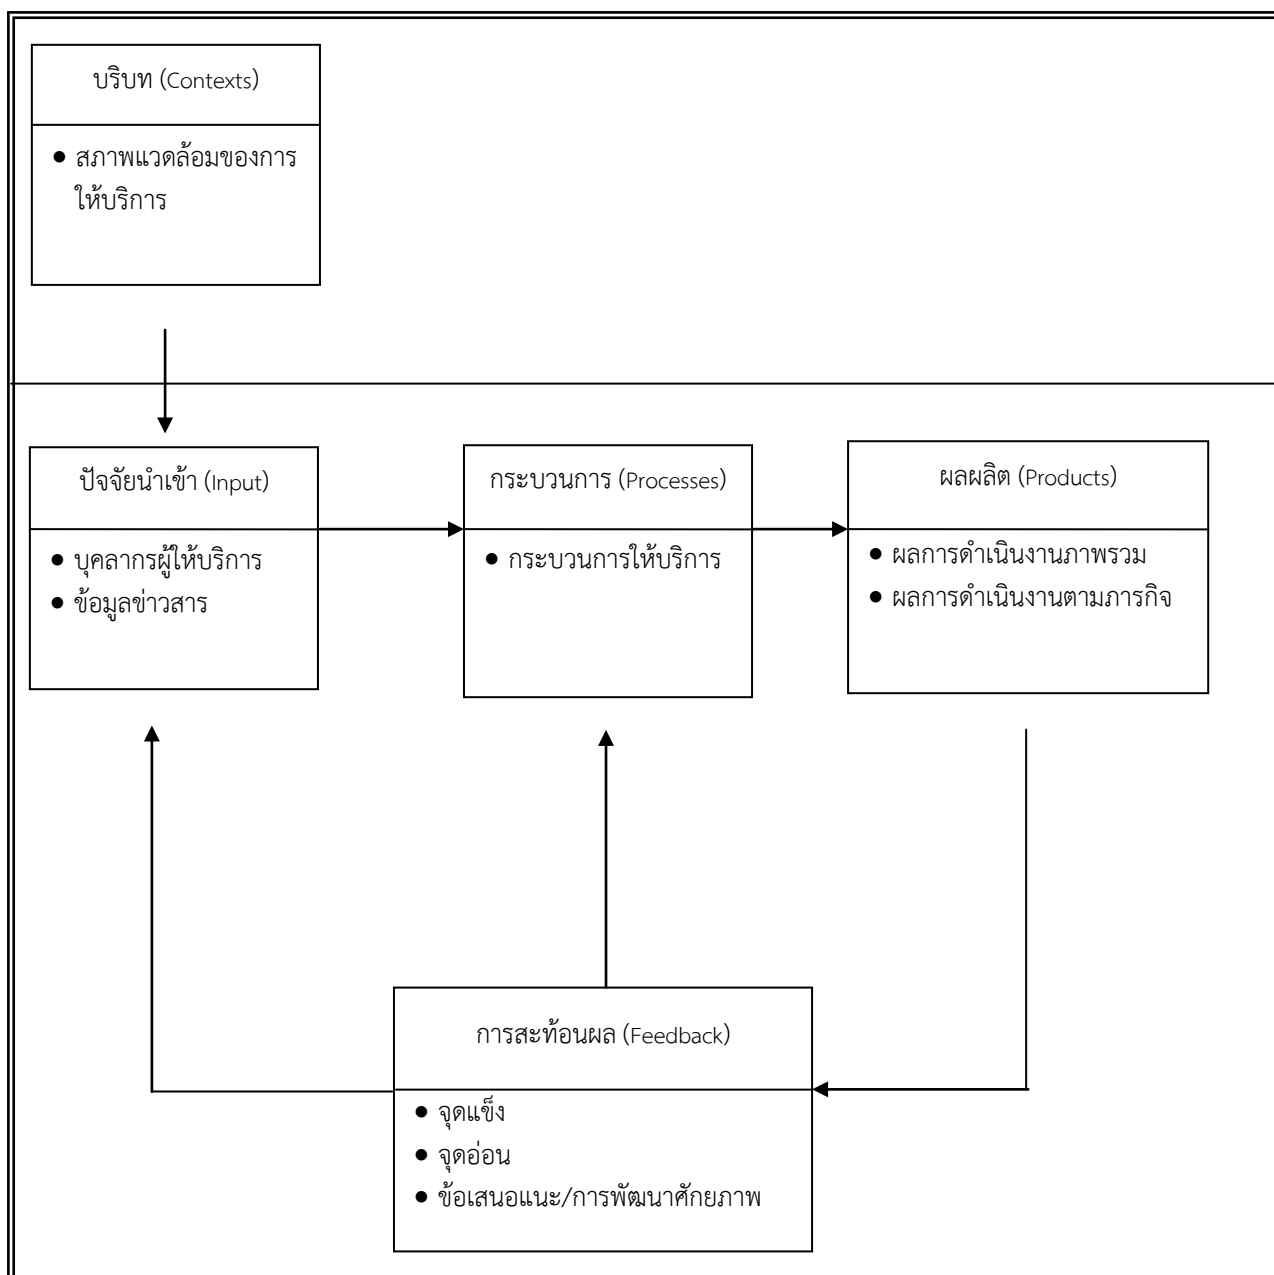 บริบท (Contexts)
● สภาพแวดล้อมของการ
ให้บริการ
ปัจจัยนำเข้า (Input)
● บุคลากรผู้ให้บริการ
● ข้อมูลข่าวสาร
กระบวนการ (Processes)
● กระบวนการให้บริการ
ผลผลิต (Products)
● ผลการดำเนินงานภาพรวม
● ผลการดำเนินงานตามภารกิจ
การสะท้อนผล (Feedback)
● จุดแข็ง
● จุดอ่อน
● ข้อเสนอแนะ/การพัฒนาศักยภาพ